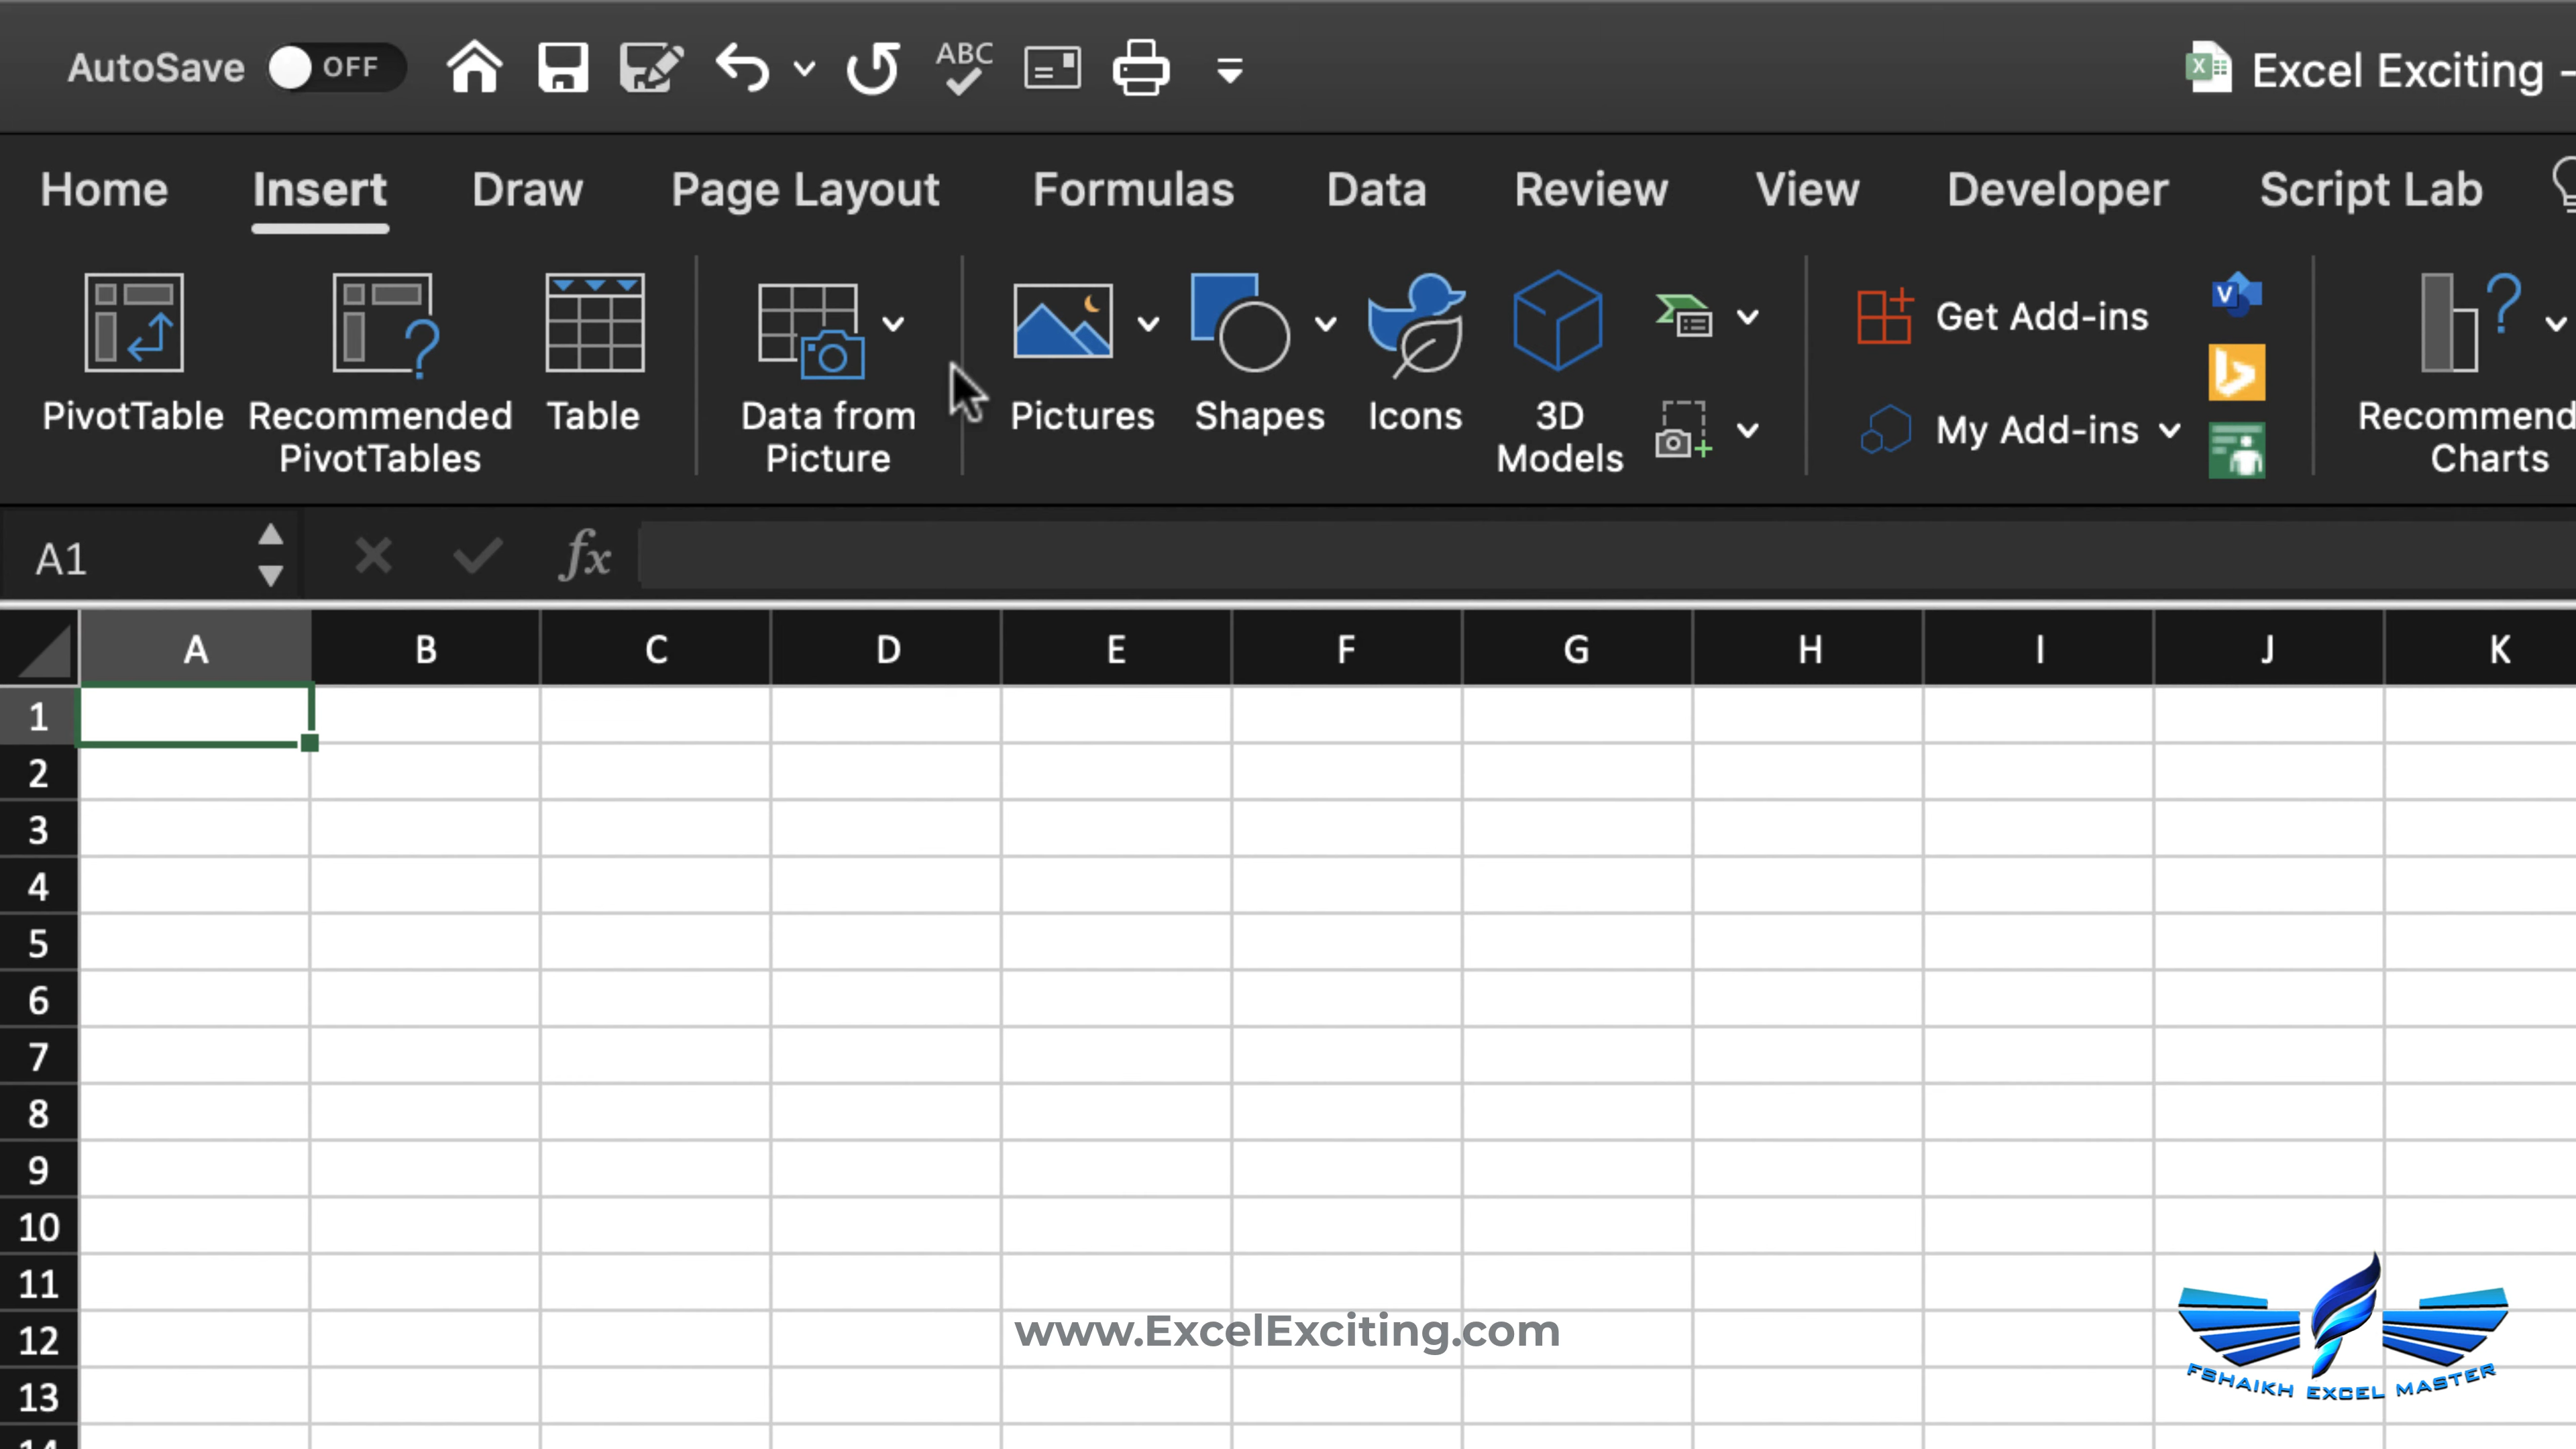 AutoSave OFF ABC Excel Exciting -
Home Insert Draw Page Layout Formulas Data Review View Developer Script Lab
PivotTable
Recommended
PivotTables
Table
Data from
Picture
Pictures
Shapes
Icons
3D
Models
Get Add-ins
My Add-ins
Recommend
Charts
A1 fx
A B C D E F G H I J K
1
2
3
4
5
6
7
8
9
10
11
12
13
14
www.ExcelExciting.com
FSHAIKH EXCEL MASTER